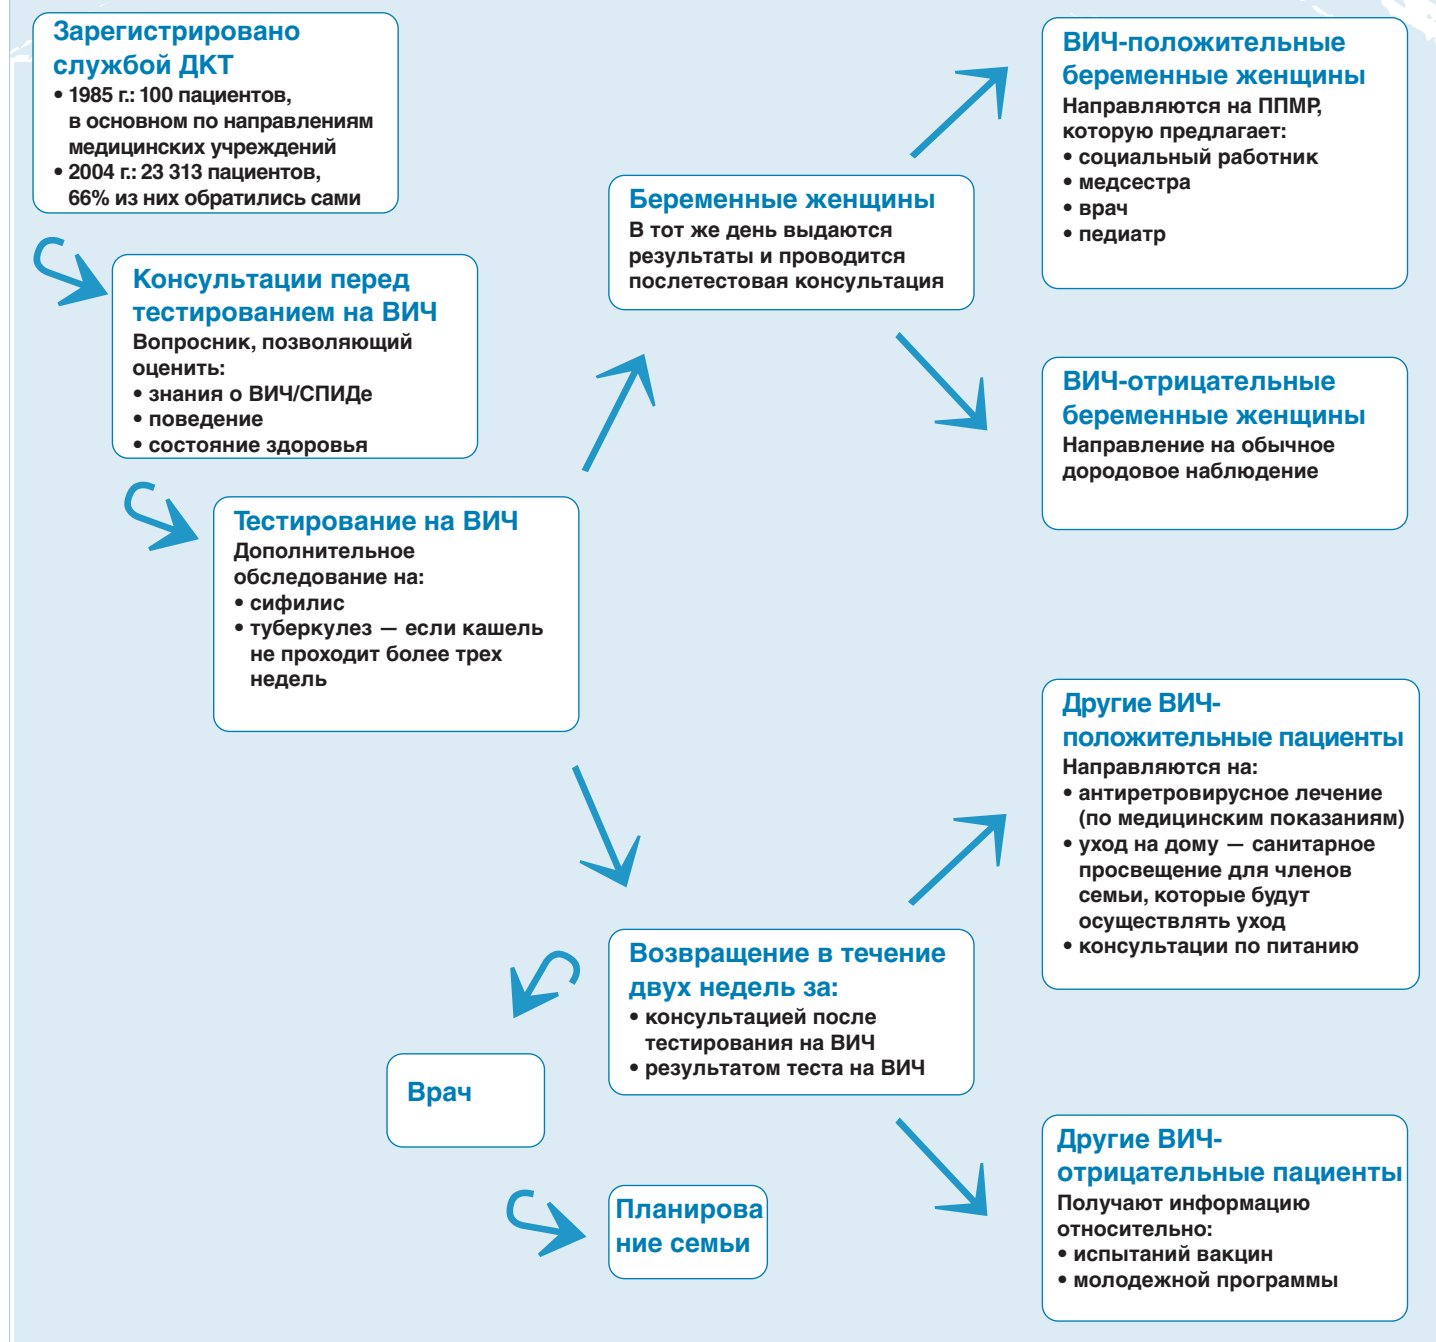 Зарегистрировано
службой ДКТ
• 1985 г.: 100 пациентов,
в основном по направлениям
медицинских учреждений
• 2004 г.: 23 313 пациентов,
66% из них обратились сами
Консультации перед
тестированием на ВИЧ
Вопросник, позволяющий
оценить:
• знания о ВИЧ/СПИДе
• поведение
• состояние здоровья
Тестирование на ВИЧ
Дополнительное
обследование на:
• сифилис
• туберкулез — если кашель
не проходит более трех
недель
Беременные женщины
В тот же день выдаются
результаты и проводится
послетестовая консультация
ВИЧ-положительные
беременные женщины
Направляются на ППМР,
которую предлагает:
• социальный работник
• медсестра
• врач
• педиатр
ВИЧ-отрицательные
беременные женщины
Направление на обычное
дородовое наблюдение
Возвращение в течение
двух недель за:
• консультацией после
тестирования на ВИЧ
• результатом теста на ВИЧ
Врач
Планирова
ние семьи
Другие ВИЧ-
положительные пациенты
Направляются на:
• антиретровирусное лечение
(по медицинским показаниям)
• уход на дому — санитарное
просвещение для членов
семьи, которые будут
осуществлять уход
• консультации по питанию
Другие ВИЧ-
отрицательные пациенты
Получают информацию
относительно:
• испытаний вакцин
• молодежной программы